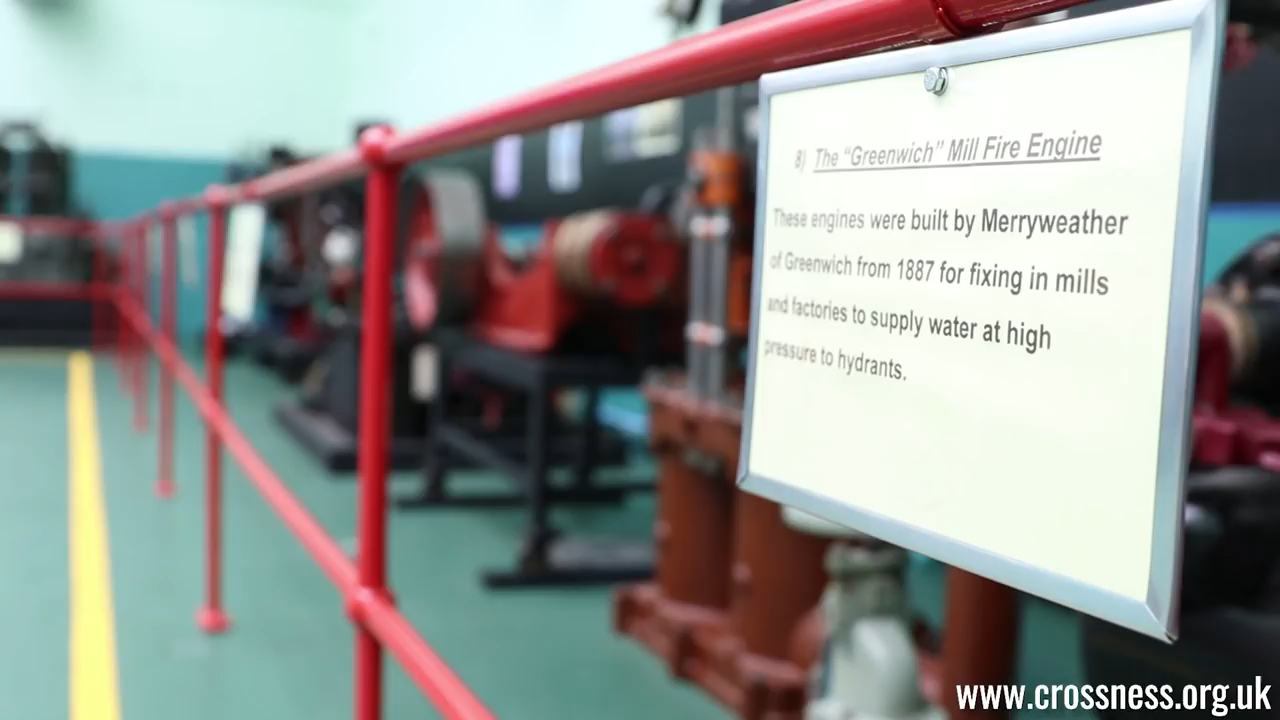 8) The “Greenwich” Mill Fire Engine
These engines were built by Merryweather
of Greenwich from 1887 for fixing in mills
and factories to supply water at high
pressure to hydrants.
www.crossness.org.uk